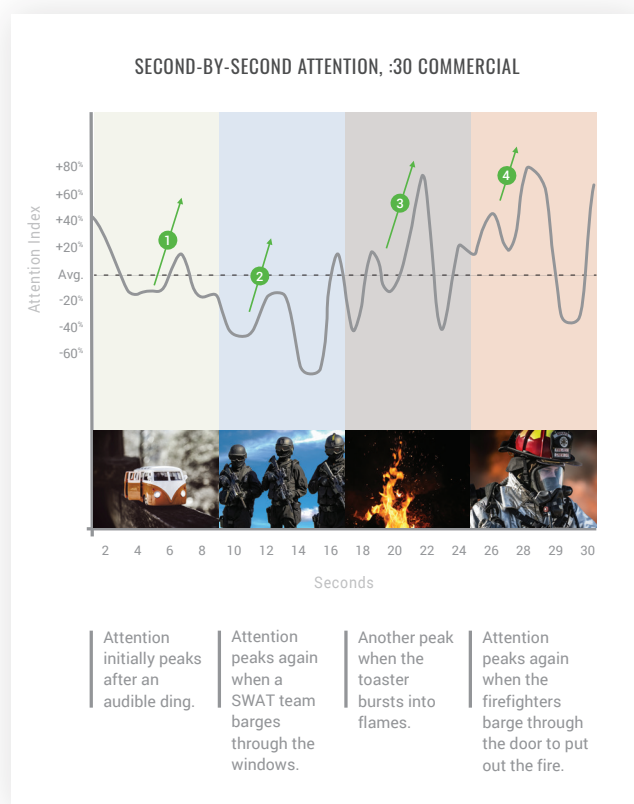 SECOND-BY-SECOND ATTENTION, :30 COMMERCIAL
Attention Index
+80%
+60%
+40%
+20%
Avg.
-20%
-40%
-60%
1
2
3
4
2 4 6 8 10 12 14 16 18 20 22 24 26 28 29 30
Seconds
Attention
initially peaks
after an
audible ding.
Attention
peaks again
when a
SWAT team
barges
through the
windows.
Another peak
when the
toaster
bursts into
flames.
Attention
peaks again
when the
firefighters
barge through
the door to put
out the fire.